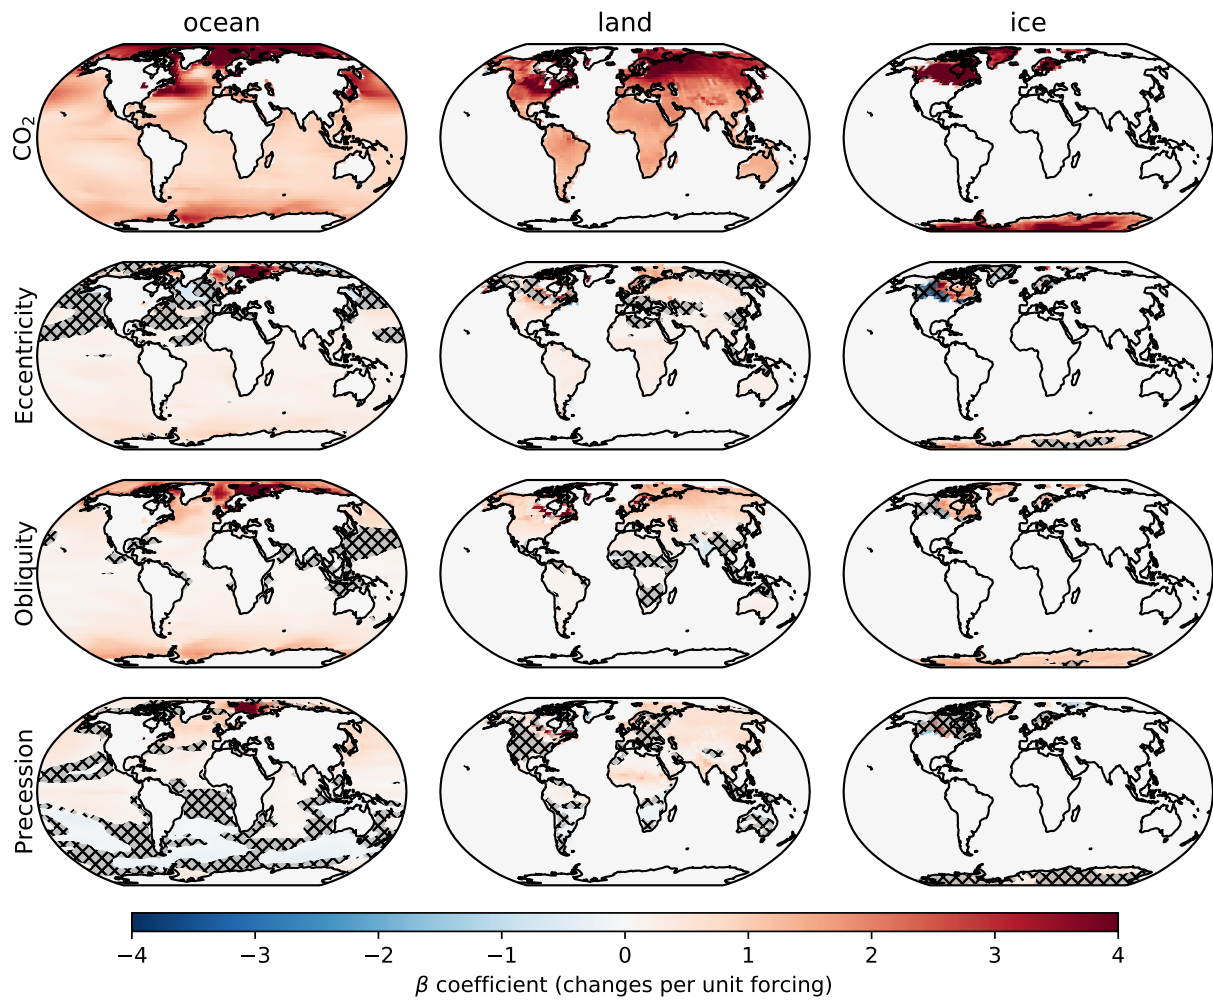 ocean land ice
CO₂
Eccentricity
Obliquity
Precession
−4 −3 −2 −1 0 1 2 3 4
β coefficient (changes per unit forcing)